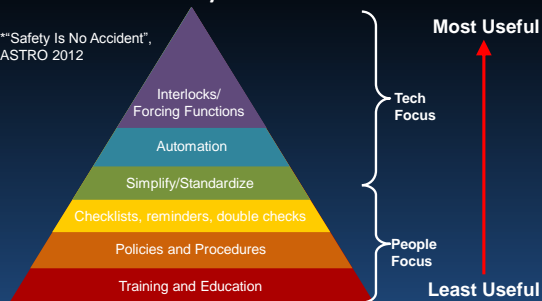 *“Safety Is No Accident”,
ASTRO 2012
Most Useful
Interlocks/
Forcing Functions
Tech
Focus
Automation
Simplify/Standardize
Checklists, reminders, double checks
Policies and Procedures
People
Focus
Training and Education
Least Useful